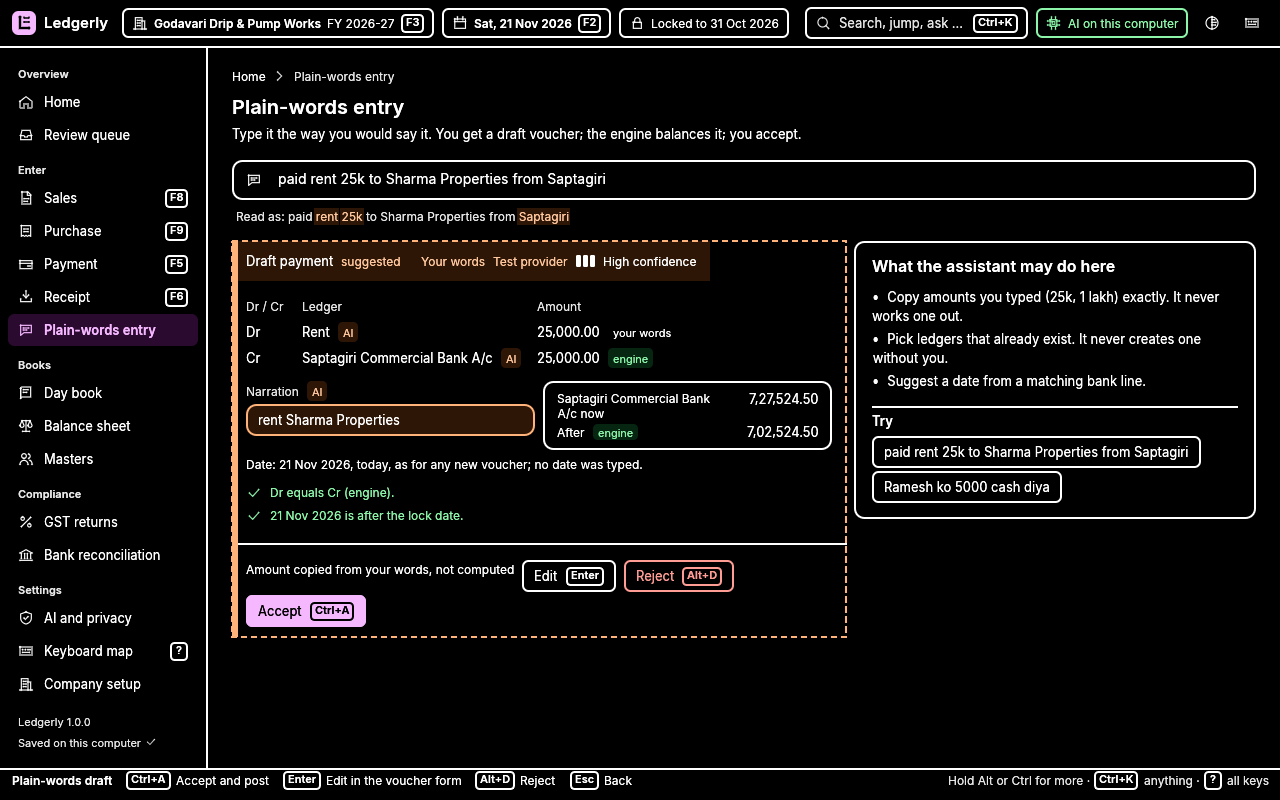 Ledgerly
Godavari Drip & Pump Works FY 2026-27 F3
Sat, 21 Nov 2026 F2
Locked to 31 Oct 2026
Search, jump, ask ... Ctrl+K
AI on this computer
Overview
Home
Review queue
Enter
Sales F8
Purchase F9
Payment F5
Receipt F6
Plain-words entry
Books
Day book
Balance sheet
Masters
Compliance
GST returns
Bank reconciliation
Settings
AI and privacy
Keyboard map ?
Company setup
Ledgerly 1.0.0
Saved on this computer
Home Plain-words entry
Plain-words entry
Type it the way you would say it. You get a draft voucher; the engine balances it; you accept.
paid rent 25k to Sharma Properties from Saptagiri
Read as: paid rent 25k to Sharma Properties from Saptagiri
Draft payment suggested Your words Test provider High confidence
Dr / Cr Ledger Amount
Dr Rent AI 25,000.00 your words
Cr Saptagiri Commercial Bank A/c AI 25,000.00 engine
Narration AI
rent Sharma Properties
Saptagiri Commercial Bank 7,27,524.50
A/c now
After engine 7,02,524.50
Date: 21 Nov 2026, today, as for any new voucher; no date was typed.
Dr equals Cr (engine).
21 Nov 2026 is after the lock date.
Amount copied from your words, not computed Edit Enter Reject Alt+D
Accept Ctrl+A
What the assistant may do here
• Copy amounts you typed (25k, 1 lakh) exactly. It never
works one out.
• Pick ledgers that already exist. It never creates one
without you.
• Suggest a date from a matching bank line.
Try
paid rent 25k to Sharma Properties from Saptagiri
Ramesh ko 5000 cash diya
Plain-words draft Ctrl+A Accept and post Enter Edit in the voucher form Alt+D Reject Esc Back
Hold Alt or Ctrl for more · Ctrl+K anything · ? all keys